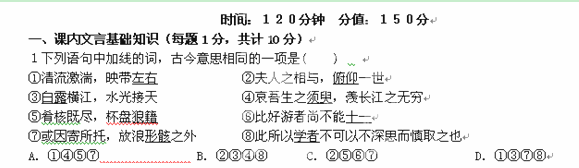 时间：１２０分钟 分值：１５０分
一、课内文言基础知识（每题1分，共计10分）
1下列语句中加线的词，古今意思相同的一项是（ ）
①清流激湍，映带左右 ②夫人之相与，俯仰一世
③白露横江，水光接天 ④哀吾生之须臾，羡长江之无穷
⑤肴核既尽，杯盘狼籍 ⑥比好游者尚不能十一
⑦或因寄所托，放浪形骸之外 ⑧此所以学者不可以不深思而慎取之也
A. ①④⑤⑦ B. ②③④⑧ C. ②⑤⑥⑦ D. ①③⑦⑧